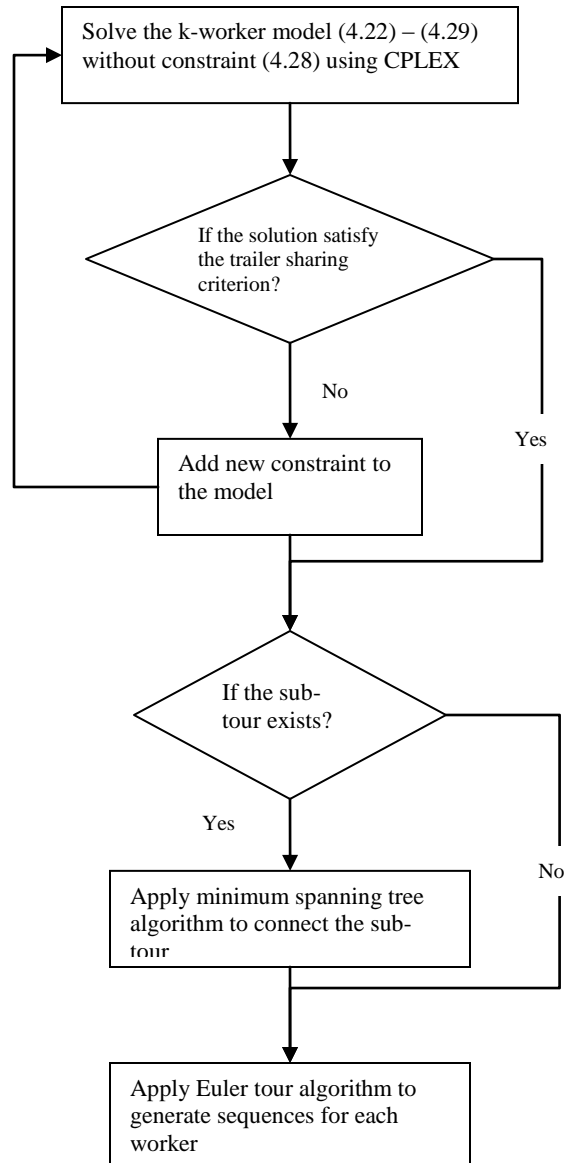 Solve the k-worker model (4.22) – (4.29)
without constraint (4.28) using CPLEX
If the solution satisfy
the trailer sharing
criterion?
No
Yes
Add new constraint to
the model
If the sub-
tour exists?
Yes
No
Apply minimum spanning tree
algorithm to connect the sub-
tour
Apply Euler tour algorithm to
generate sequences for each
worker